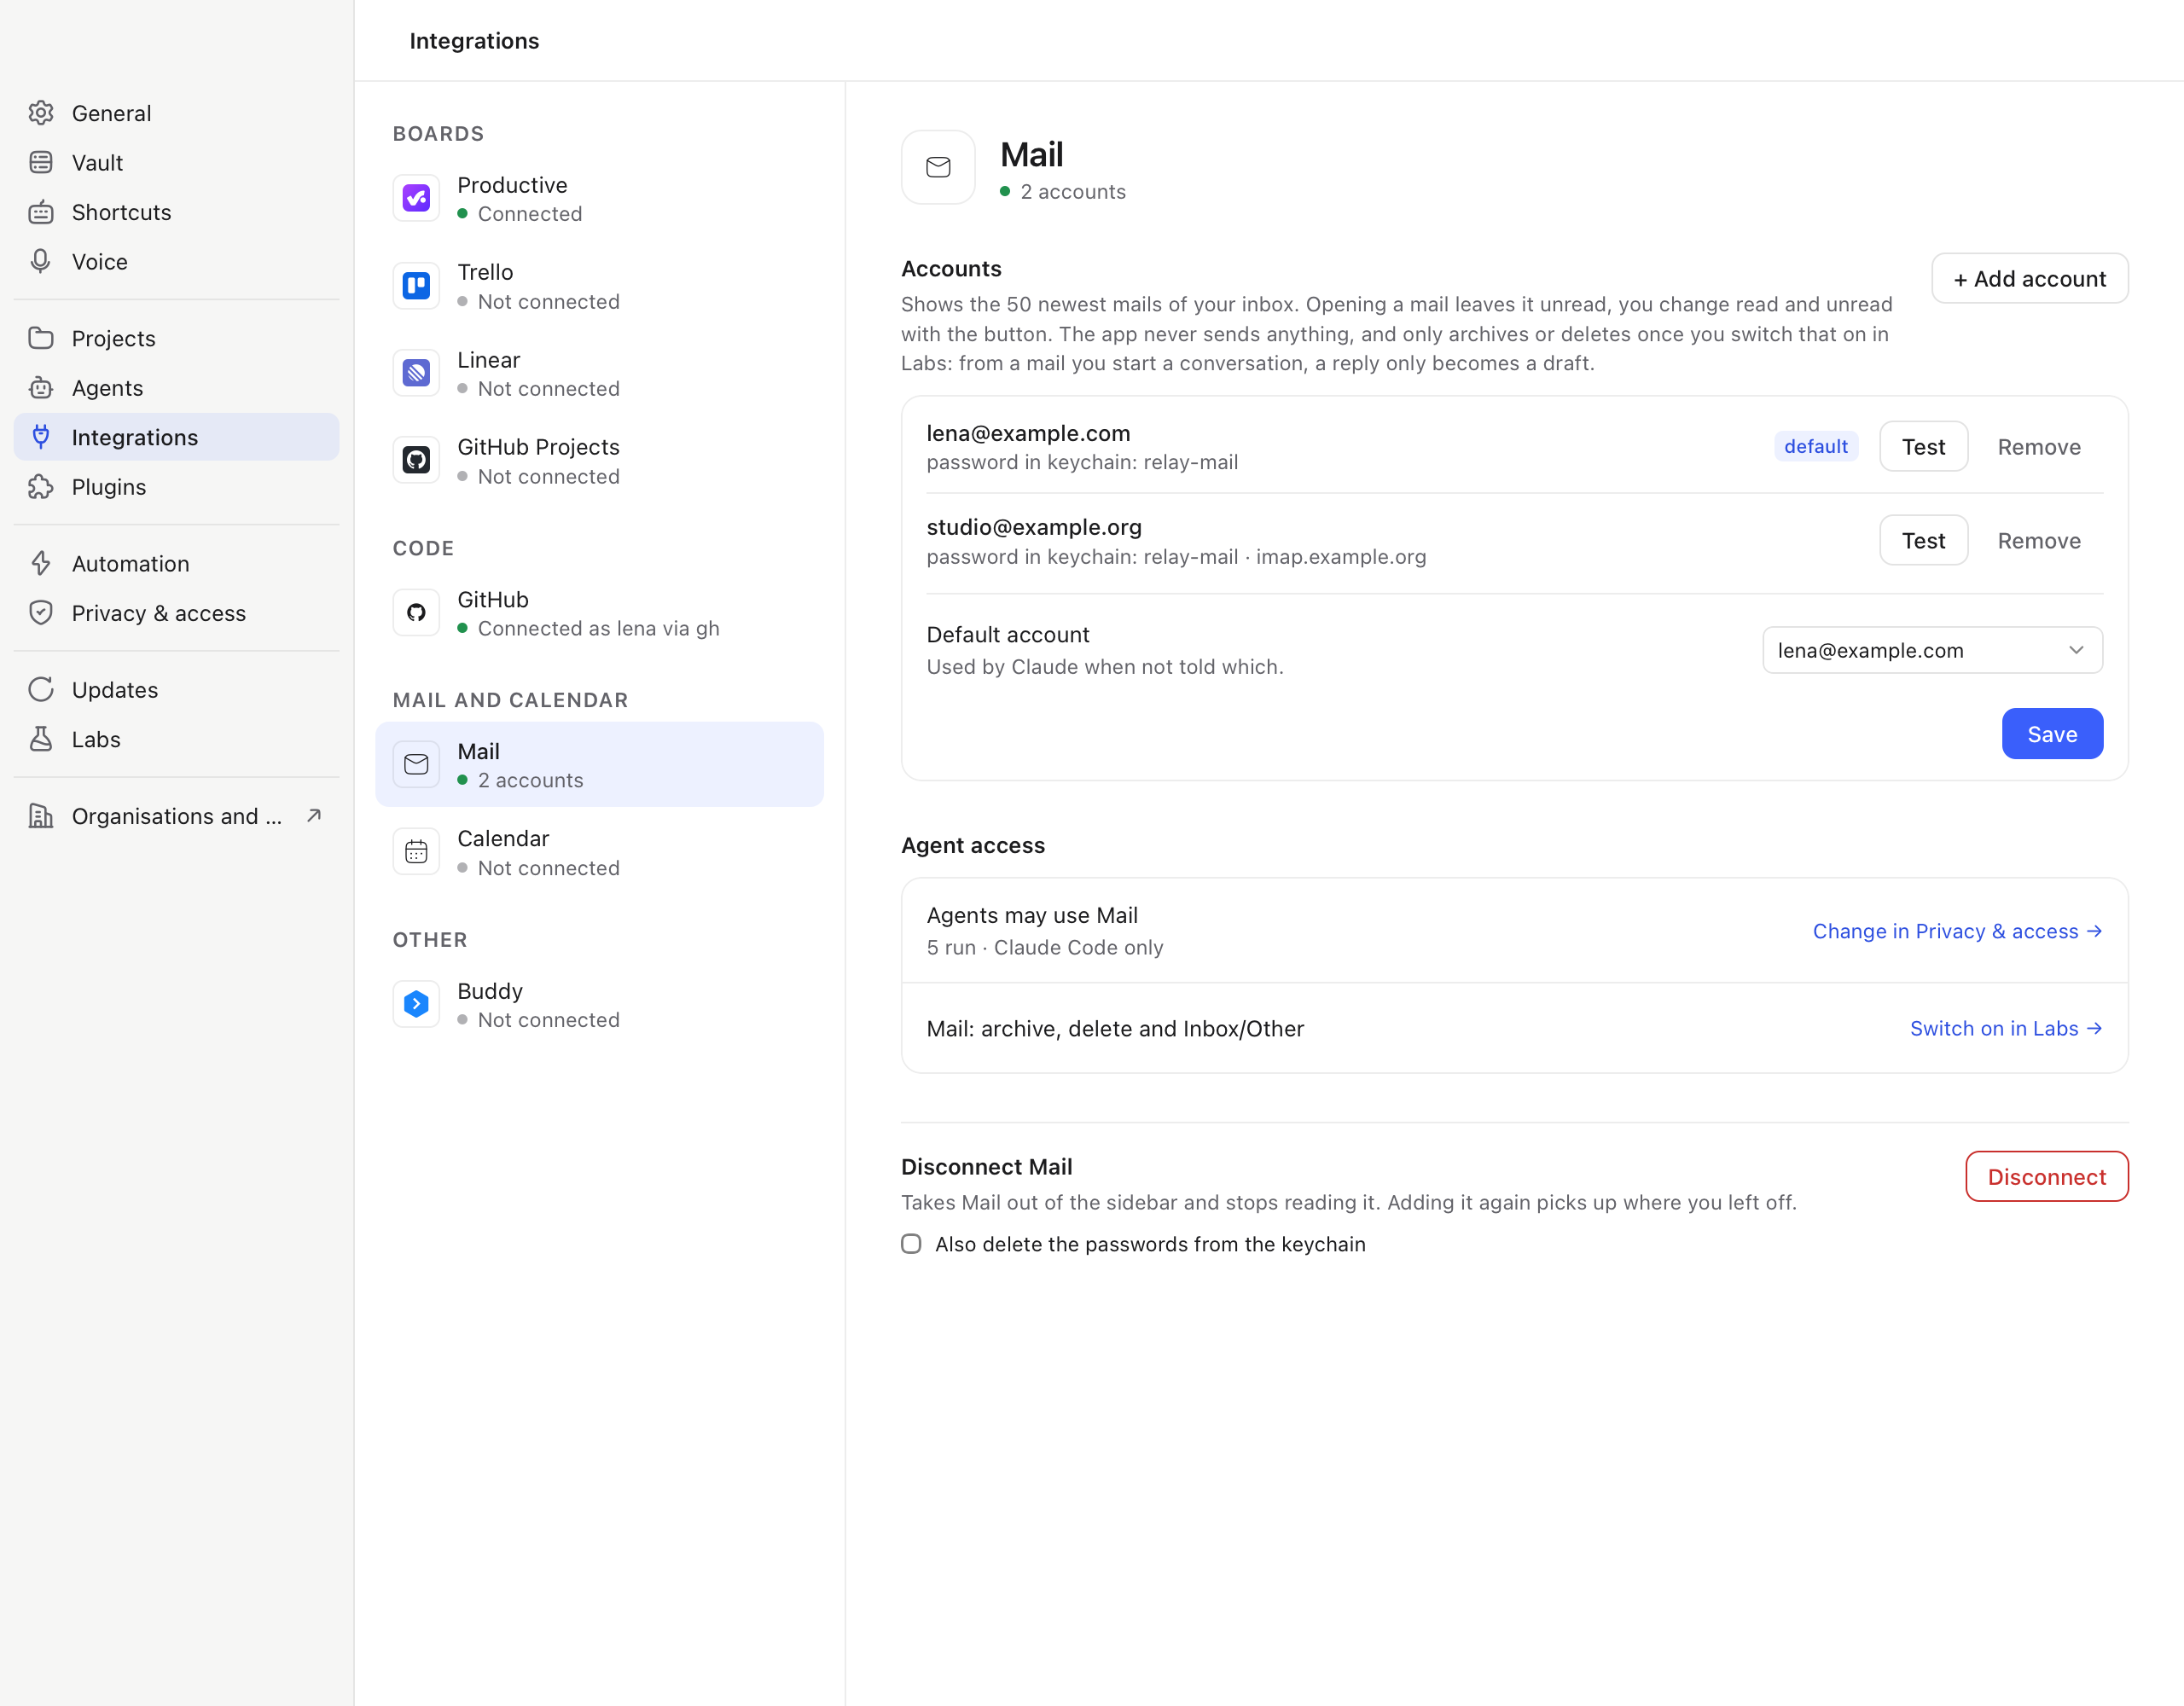 Integrations
General
Vault
Shortcuts
Voice
Projects
Agents
Integrations
Plugins
Automation
Privacy & access
Updates
Labs
Organisations and ...
BOARDS
Productive
Connected
Trello
Not connected
Linear
Not connected
GitHub Projects
Not connected
CODE
GitHub
Connected as lena via gh
MAIL AND CALENDAR
Mail
2 accounts
Calendar
Not connected
OTHER
Buddy
Not connected
Mail
2 accounts
Accounts
+ Add account
Shows the 50 newest mails of your inbox. Opening a mail leaves it unread, you change read and unread
with the button. The app never sends anything, and only archives or deletes once you switch that on in
Labs: from a mail you start a conversation, a reply only becomes a draft.
lena@example.com
password in keychain: relay-mail
default
Test
Remove
studio@example.org
password in keychain: relay-mail · imap.example.org
Test
Remove
Default account
Used by Claude when not told which.
lena@example.com
Save
Agent access
Agents may use Mail
5 run · Claude Code only
Change in Privacy & access →
Mail: archive, delete and Inbox/Other
Switch on in Labs →
Disconnect Mail
Takes Mail out of the sidebar and stops reading it. Adding it again picks up where you left off.
Disconnect
Also delete the passwords from the keychain